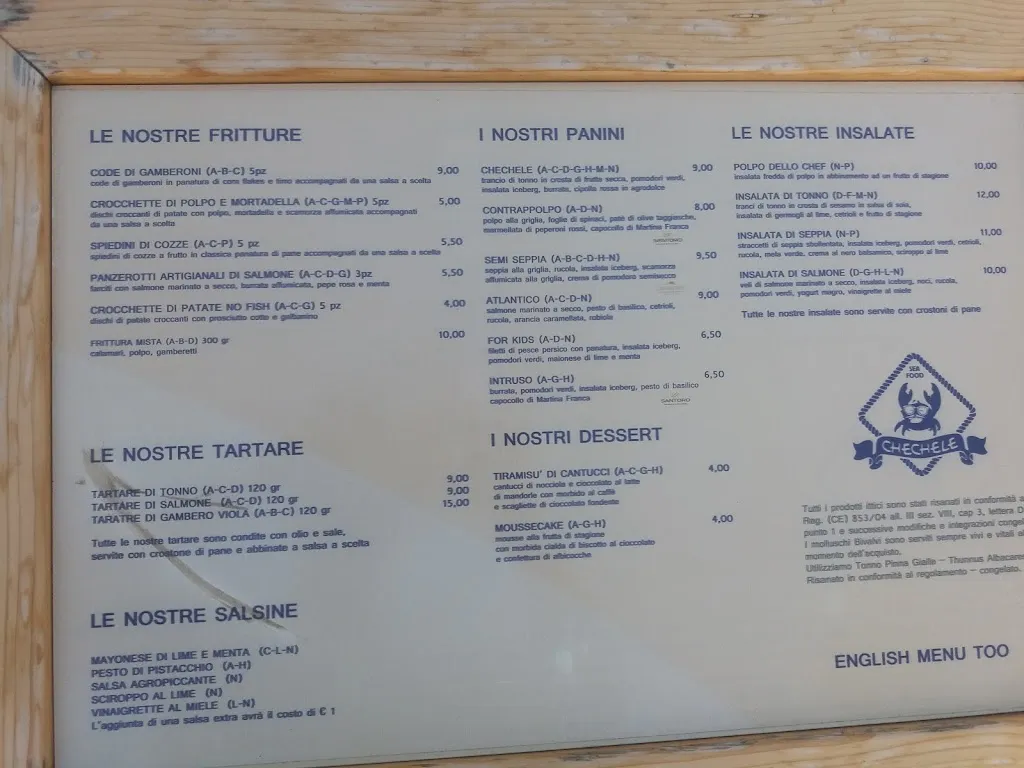 LE NOSTRE FRITTURE
CODE DI GAMBERONI (A-B-C) 5pz 9,00
code di gamberoni in panatura di corn flakes e timo accompagnati da una salsa a scelta
CROCCHETTE DI POLPO E MORTADELLA (A-C-G-M-P) 5pz 5,00
dischi croccanti di patate con polpo, mortadella e scamorza affumicata accompagnati
da una salsa a scelta
SPIEDINI DI COZZE (A-C-P) 5 pz 5,50
spiedini di cozze a frutto in classica panatura di pane accompagnati da una salsa a scelta
PANZEROTTI ARTIGIANALI DI SALMONE (A-C-D-G) 3pz 5,50
farciti con salmone marinato a secco, burrata affumicata, pepe rosa e menta
CROCCHETTE DI PATATE NO FISH (A-C-G) 5 pz 4,00
dischi di patate croccanti con prosciutto cotto e galbanino
FRITTURA MISTA (A-B-D) 300 gr 10,00
calamari, polpo, gamberetti
LE NOSTRE TARTARE
TARTARE DI TONNO (A-C-D) 120 gr 9,00
TARTARE DI SALMONE (A-C-D) 120 gr 9,00
TARATRE DI GAMBERO VIOLA (A-B-C) 120 gr 15,00
Tutte le nostre tartare sono condite con olio e sale,
servite con crostone di pane e abbinate a salsa a scelta
LE NOSTRE SALSINE
MAYONESE DI LIME E MENTA (C-L-N)
PESTO DI PISTACCHIO (A-H)
SALSA AGROPICCANTE (N)
SCIROPPO AL LIME (N)
VINAIGRETTE AL MIELE (L-N)
L'aggiunta di una salsa extra avrà il costo di € 1
I NOSTRI PANINI
CHECHELE (A-C-D-G-H-M-N) 9,00
trancio di tonno in crosta di frutta secca, pomodori verdi,
insalata iceberg, burrata, cipolla rossa in agrodolce
CONTRAPPOLPO (A-D-N) 8,00
polpo alla griglia, foglie di spinaci, patè di olive taggiasche,
marmellata di peperoni rossi, capocollo di Martina Franca
SANTORO
SEMI SEPPIA (A-B-C-D-H-N) 9,50
seppia alla griglia, rucola, insalata iceberg, scamorza
affumicata alla griglia, crema di pomodoro semisecco
ATLANTICO (A-C-D-N) 9,00
salmone marinato a secco, pesto di basilico, cetrioli,
rucola, arancia caramellata, robiola
FOR KIDS (A-D-N) 6,50
filetti di pesce persico con panatura, insalata iceberg,
pomodori verdi, maionese di lime e menta
INTRUSO (A-G-H) 6,50
burrata, pomodori verdi, insalata iceberg, pesto di basilico
capocollo di Martina Franca
SANTORO
I NOSTRI DESSERT
TIRAMISU' DI CANTUCCI (A-C-G-H) 4,00
cantucci di nocciola e cioccolato al latte
di mandorle con morbido al caffè
e scagliette di cioccolato fondente
MOUSSECAKE (A-G-H) 4,00
mousse alla frutta di stagione
con morbida cialda di biscotto al cioccolato
e confettura di albicocche
LE NOSTRE INSALATE
POLPO DELLO CHEF (N-P) 10,00
insalata fredda di polpo in abbinamento ad un frutto di stagione
INSALATA DI TONNO (D-F-M-N) 12,00
tranci di tonno in crosta di sesamo in salsa di soia,
insalata di germogli al lime, cetrioli e frutto di stagione
INSALATA DI SEPPIA (N-P) 11,00
straccetti di seppia sbollentata, insalata iceberg, pomodori verdi, cetrioli,
rucola, mela verde, crema al nero balsamico, sciroppo al lime
INSALATA DI SALMONE (D-G-H-L-N) 10,00
veli di salmone marinato a secco, insalata iceberg, noci, rucola,
pomodori verdi, yogurt magro, vinaigrette al miele
Tutte le nostre insalate sono servite con crostoni di pane
SEA
FOOD
CHECHELE
Tutti i prodotti ittici sono stati risanati in conformità a
Reg. (CE) 853/04 all. III sez. VIII, cap 3, lettera D
punto 1 e successive modifiche e integrazioni congel
I molluschi Bivalvi sono serviti sempre vivi e vitali al
momento dell'acquisto.
Utilizziamo Tonno Pinna Gialle - Thunnus Albacares
Risanato in conformità al regolamento - congelato.
ENGLISH MENU TOO